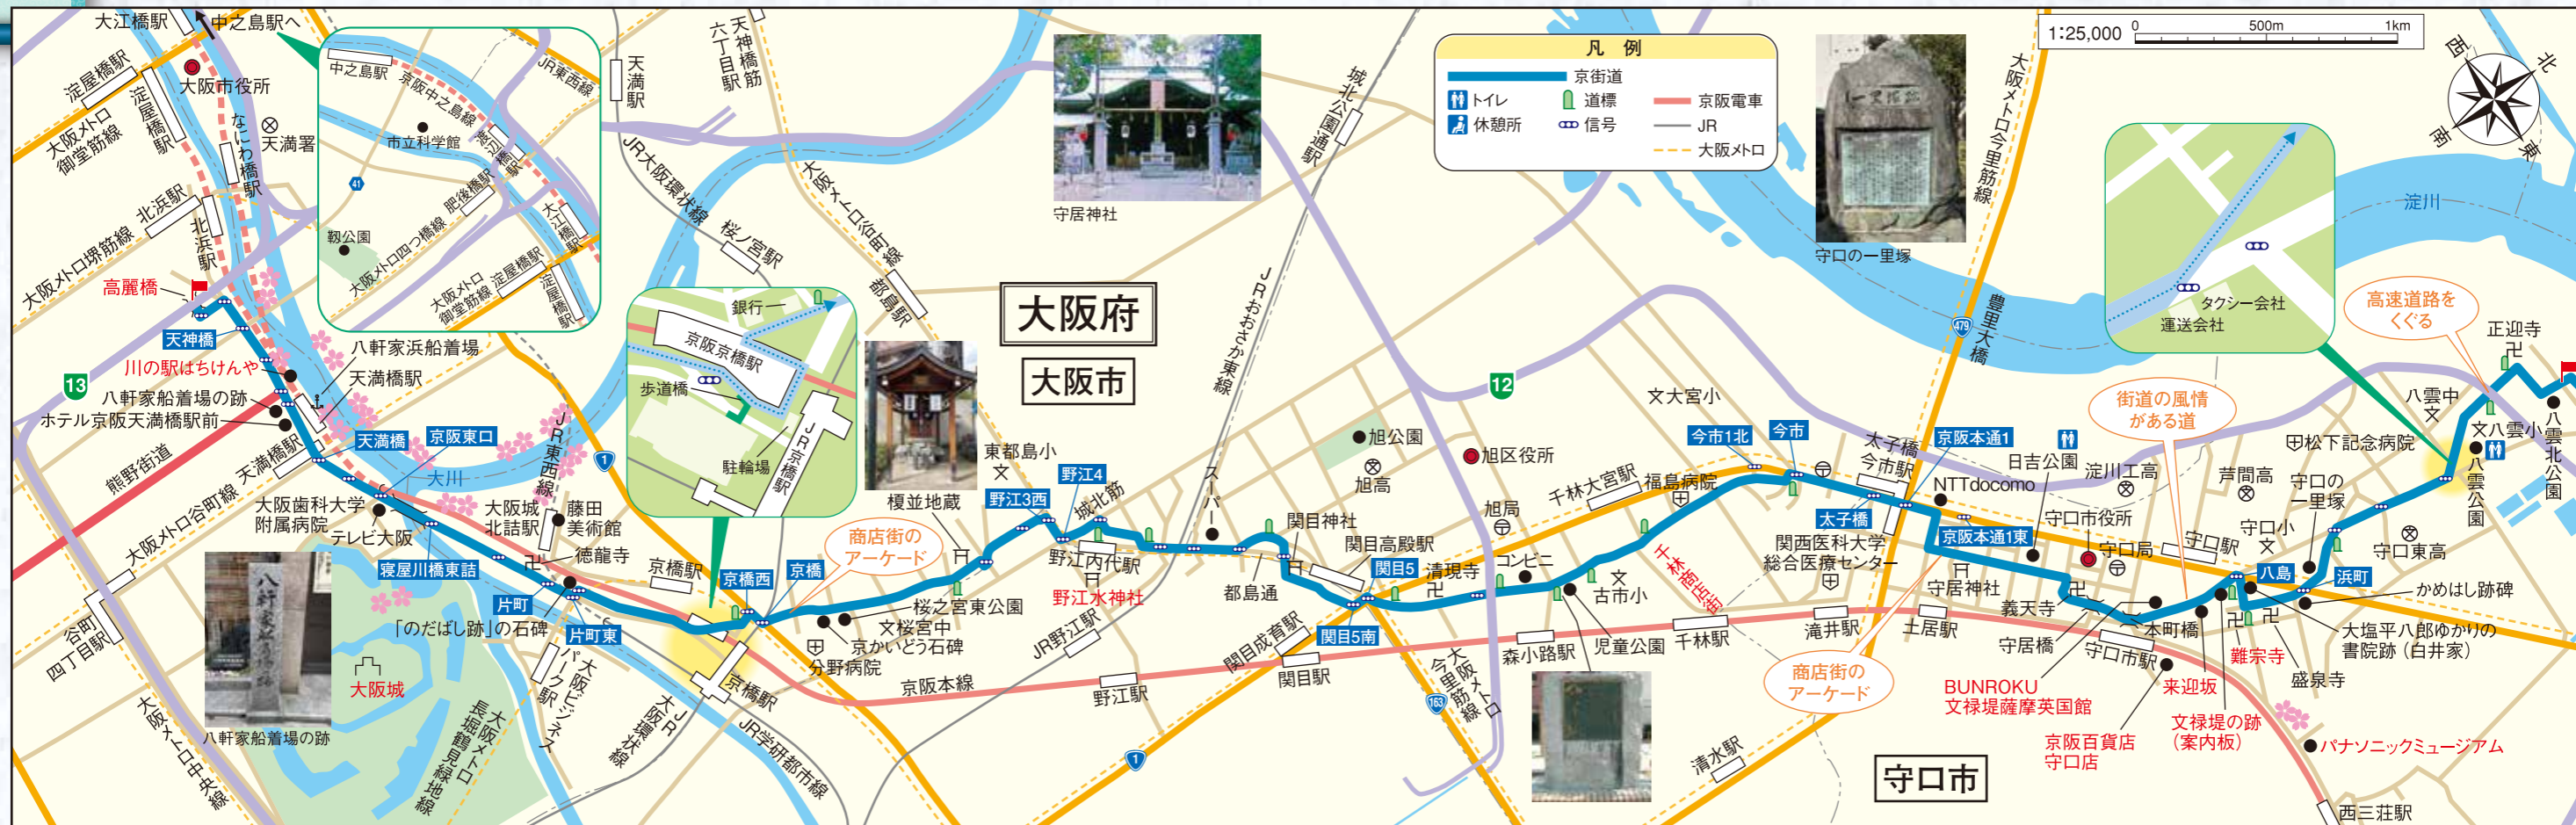 大江橋駅
中之島駅へ
淀屋橋駅
大阪市役所
淀屋橋駅
大阪メトロ
御堂筋線
なにわ橋駅
天満署
北浜駅
北浜駅
大阪メトロ堺筋線
高麗橋
天神橋
川の駅はちけんや
13
八軒家船着場の跡
ホテル京阪天満橋駅前
八軒家浜船着場
天満橋駅
天満橋
京阪東口
熊野街道
天満橋駅
大阪メトロ谷町線
大川
大阪歯科大学
附属病院
テレビ大阪
寝屋川橋東詰
大阪城
北詰駅
JR東西線
藤田
美術館
徳龍寺
片町
「のだばし跡」の石碑
片町東
谷町
四丁目駅
大阪城
八軒家船着場の跡
大阪メトロ中央線
大阪メトロ
長堀鶴見緑地線
大阪ビジネス
パーク駅
中之島駅
京阪中之島線
渡辺橋駅
JR東西線
市立科学館
41
肥後橋駅
大江橋駅
靱公園
大阪メトロ四つ橋線
大阪メトロ
御堂筋線
淀屋橋駅
淀屋橋駅
天満駅
JR大阪環状線
桜ノ宮駅
天神橋筋
六丁目駅
大阪メトロ谷町線
都島駅
1
銀行
京阪京橋駅
歩道橋
駐輪場
JR京橋駅
京橋駅
京橋西
京橋
京橋駅
JR
大阪環状線
JR学研都市線
商店街の
アーケード
榎並地蔵
桜之宮東公園
文桜宮中
京かいどう石碑
分野病院
京阪本線
東都島小
文
野江3西
野江4
城北筋
野江内代駅
野江水神社
JR野江駅
野江駅
1
守居神社
大阪府
大阪市
城北公園通駅
JRおおさか東線
スーパー
関目神社
都島通
関目高殿駅
関目5
関目5南
関目成育駅
関目駅
大阪メトロ
今里筋線
163
清現寺
旭公園
旭高
旭区役所
12
旭局
コンビニ
児童公園
文
古市小
森小路駅
千林大宮駅
千林商店街
千林駅
文大宮小
福島病院
今市1北
今市
清水駅
凡 例
京街道
トイレ
道標
京阪電車
休憩所
信号
JR
大阪メトロ
一里塚跡
守口の一里塚
大阪メトロ今里筋線
豊里大橋
479
太子橋
今市駅
太子橋
京阪本通1
NTTdocomo
京阪本通1東
関西医科大学
総合医療センター
滝井駅
土居駅
商店街の
アーケード
守居神社
日吉公園
守口市役所
守口局
淀川工高
芦間高
守口駅
義天寺
守居橋
本町橋
守口市駅
BUNROKU
文禄堤薩摩英国館
京阪百貨店
守口店
来迎坂
文禄堤の跡
（案内板）
守口市
街道の風情
がある道
守口小
文
守口の
一里塚
八島
浜町
難宗寺
盛泉寺
かめはし跡碑
大塩平八郎ゆかりの
書院跡（白井家）
パナソニックミュージアム
西三荘駅
松下記念病院
守口東高
八雲中
文
文八雲小
八雲公園
八雲北公園
正迎寺
高速道路を
くぐる
タクシー会社
運送会社
淀川
1:25,000
0
500m
1km
西
北
南
東